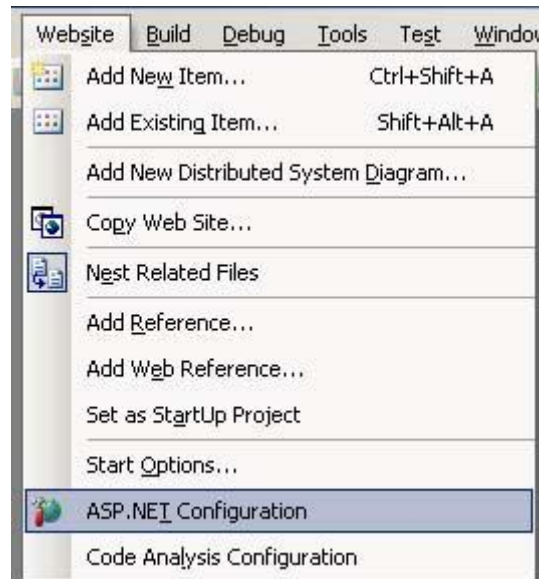 Website Build Debug Tools Test Windo
Add New Item... Ctrl+Shift+A
Add Existing Item... Shift+Alt+A
Add New Distributed System Diagram...
Copy Web Site...
Nest Related Files
Add Reference...
Add Web Reference...
Set as StartUp Project
Start Options...
ASP.NET Configuration
Code Analysis Configuration